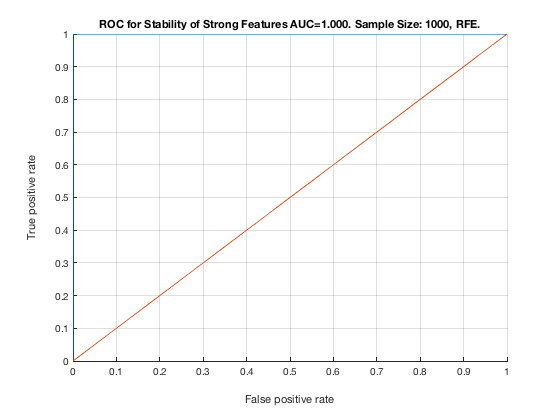 ROC for Stability of Strong Features AUC=1.000. Sample Size: 1000, RFE.
1
0.9
0.8
0.7
0.6
0.5
0.4
0.3
0.2
0.1
0
True positive rate
0 0.1 0.2 0.3 0.4 0.5 0.6 0.7 0.8 0.9 1
False positive rate